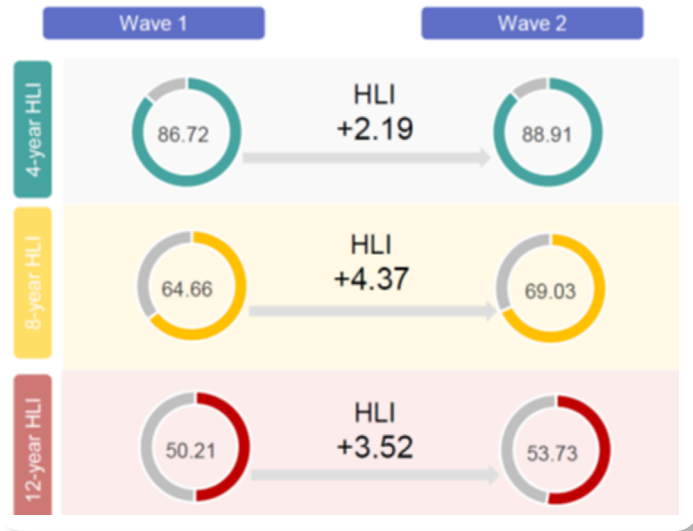 Wave 1
Wave 2
4-year HLI
86.72
HLI
+2.19
88.91
8-year HLI
64.66
HLI
+4.37
69.03
12-year HLI
50.21
HLI
+3.52
53.73